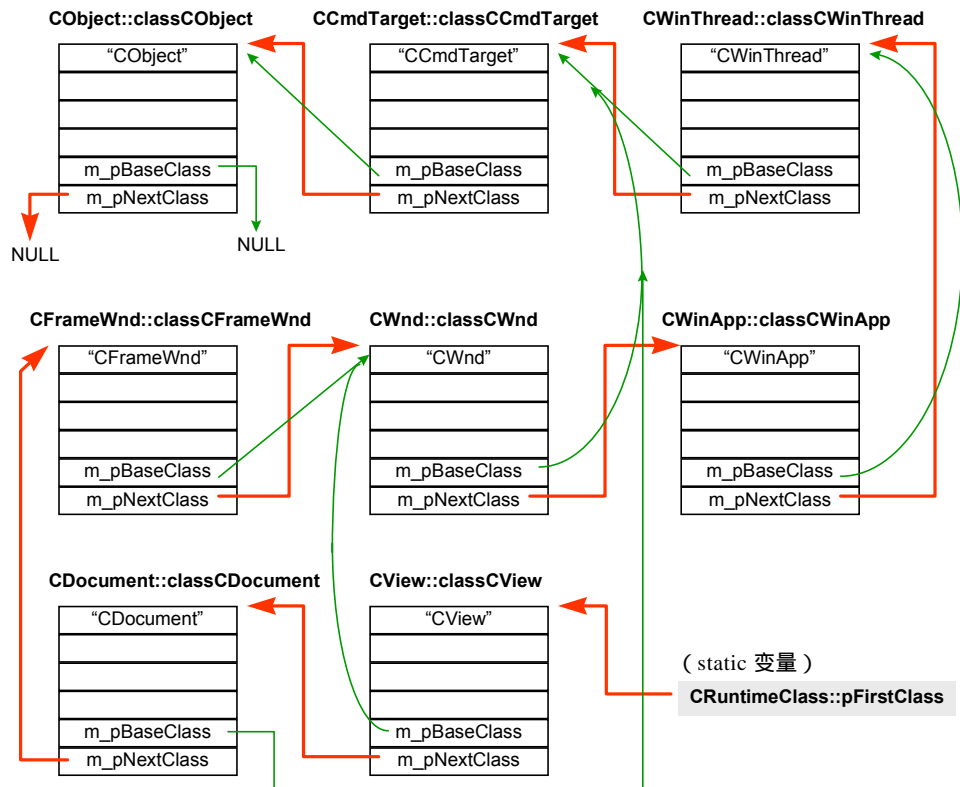 CObject::classCObject
“CObject”
m_pBaseClass
m_pNextClass
NULL
NULL
CCmdTarget::classCCmdTarget
“CCmdTarget”
m_pBaseClass
m_pNextClass
CWinThread::classCWinThread
“CWinThread”
m_pBaseClass
m_pNextClass
CFrameWnd::classCFrameWnd
“CFrameWnd”
m_pBaseClass
m_pNextClass
CWnd::classCWnd
“CWnd”
m_pBaseClass
m_pNextClass
CWinApp::classCWinApp
“CWinApp”
m_pBaseClass
m_pNextClass
CDocument::classCDocument
“CDocument”
m_pBaseClass
m_pNextClass
CView::classCView
“CView”
m_pBaseClass
m_pNextClass
（static 变量）
CRuntimeClass::pFirstClass